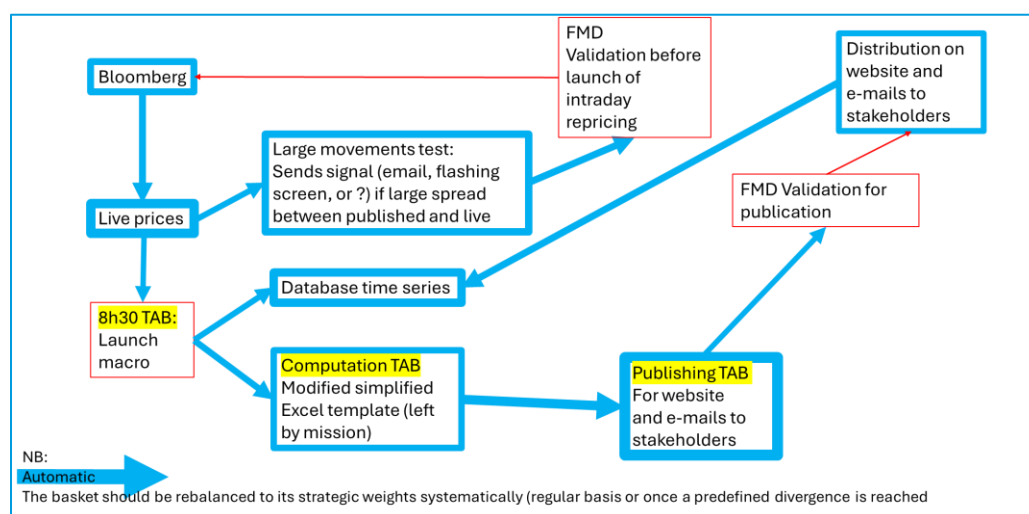 FMD
Validation before
launch of
intraday
repricing
Distribution on
website and
e-mails to
stakeholders
Bloomberg
Large movements test:
Sends signal (email, flashing
screen, or ?) if large spread
between published and live
FMD Validation for
publication
Live prices
Database time series
8h30 TAB:
Launch
macro
Computation TAB
Modified simplified
Excel template (left
by mission)
Publishing TAB
For website
and e-mails to
stakeholders
NB:
Automatic
The basket should be rebalanced to its strategic weights systematically (regular basis or once a predefined divergence is reached